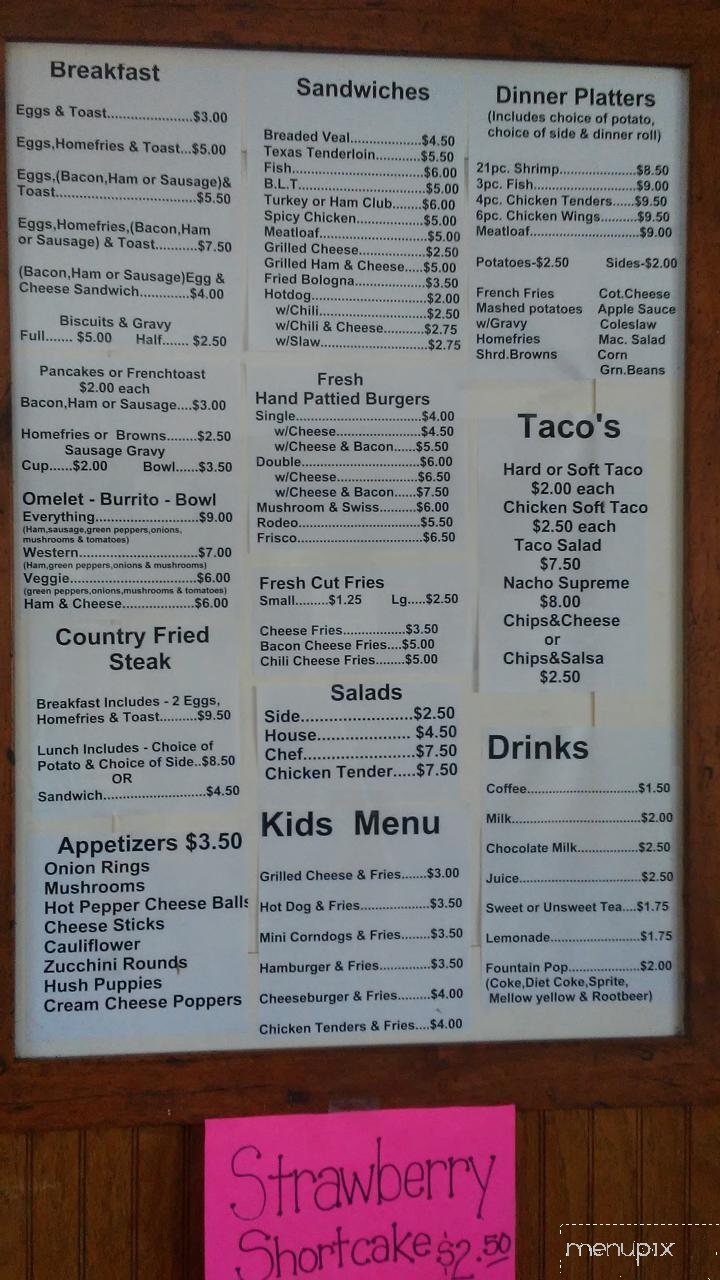 Breakfast
Eggs & Toast......................$3.00
Eggs,Homefries & Toast...$5.00
Eggs,(Bacon,Ham or Sausage)&
Toast....................................$5.50
Eggs,Homefries,(Bacon,Ham
or Sausage) & Toast..........$7.50
(Bacon,Ham or Sausage)Egg &
Cheese Sandwich.............$4.00
Biscuits & Gravy
Full....... $5.00 Half....... $2.50
Pancakes or Frenchtoast
$2.00 each
Bacon,Ham or Sausage....$3.00
Homefries or Browns........$2.50
Sausage Gravy
Cup......$2.00 Bowl......$3.50
Omelet - Burrito - Bowl
Everything..........................$9.00
(Ham,sausage,green peppers,onions,
mushrooms & tomatoes)
Western..............................$7.00
(Ham,green peppers,onions & mushrooms)
Veggie................................$6.00
(green peppers,onions,mushrooms & tomatoes)
Ham & Cheese...................$6.00
Country Fried
Steak
Breakfast Includes - 2 Eggs,
Homefries & Toast..........$9.50
Lunch Includes - Choice of
Potato & Choice of Side..$8.50
OR
Sandwich...........................$4.50
Appetizers $3.50
Onion Rings
Mushrooms
Hot Pepper Cheese Balls
Cheese Sticks
Cauliflower
Zucchini Rounds
Hush Puppies
Cream Cheese Poppers
Sandwiches
Breaded Veal......................$4.50
Texas Tenderloin................$5.50
Fish.....................................$6.00
B.L.T....................................$5.00
Turkey or Ham Club...........$6.00
Spicy Chicken.....................$5.00
Meatloaf...............................$5.00
Grilled Cheese....................$2.50
Grilled Ham & Cheese.......$5.00
Fried Bologna.....................$3.50
Hotdog.................................$2.00
w/Chili...............................$2.50
w/Chili & Cheese..............$2.75
w/Slaw..............................$2.75
Fresh
Hand Pattied Burgers
Single....................................$4.00
w/Cheese...........................$4.50
w/Cheese & Bacon...........$5.50
Double..................................$6.00
w/Cheese..........................$6.50
w/Cheese & Bacon...........$7.50
Mushroom & Swiss............$6.00
Rodeo...................................$5.50
Frisco...................................$6.50
Fresh Cut Fries
Small.........$1.25 Lg.....$2.50
Cheese Fries....................$3.50
Bacon Cheese Fries.....$5.00
Chili Cheese Fries........$5.00
Salads
Side......................$2.50
House.................. $4.50
Chef.....................$7.50
Chicken Tender.....$7.50
Kids Menu
Grilled Cheese & Fries.......$3.00
Hot Dog & Fries...................$3.50
Mini Corndogs & Fries........$3.50
Hamburger & Fries..............$3.50
Cheeseburger & Fries.........$4.00
Chicken Tenders & Fries....$4.00
Dinner Platters
(Includes choice of potato,
choice of side & dinner roll)
21pc. Shrimp....................$8.50
3pc. Fish...........................$9.00
4pc. Chicken Tenders.....$9.50
6pc. Chicken Wings........$9.50
Meatloaf............................$9.00
Potatoes-$2.50 Sides-$2.00
French Fries Cot.Cheese
Mashed potatoes Apple Sauce
w/Gravy Coleslaw
Homefries Mac. Salad
Shrd.Browns Corn
Grn.Beans
Taco's
Hard or Soft Taco
$2.00 each
Chicken Soft Taco
$2.50 each
Taco Salad
$7.50
Nacho Supreme
$8.00
Chips&Cheese
or
Chips&Salsa
$2.50
Drinks
Coffee.............................$1.50
Milk.................................$2.00
Chocolate Milk................$2.50
Juice................................$2.50
Sweet or Unsweet Tea....$1.75
Lemonade.......................$1.75
Fountain Pop..................$2.00
(Coke,Diet Coke,Sprite,
Mellow yellow & Rootbeer)
Strawberry
Shortcake $2.50
menupix